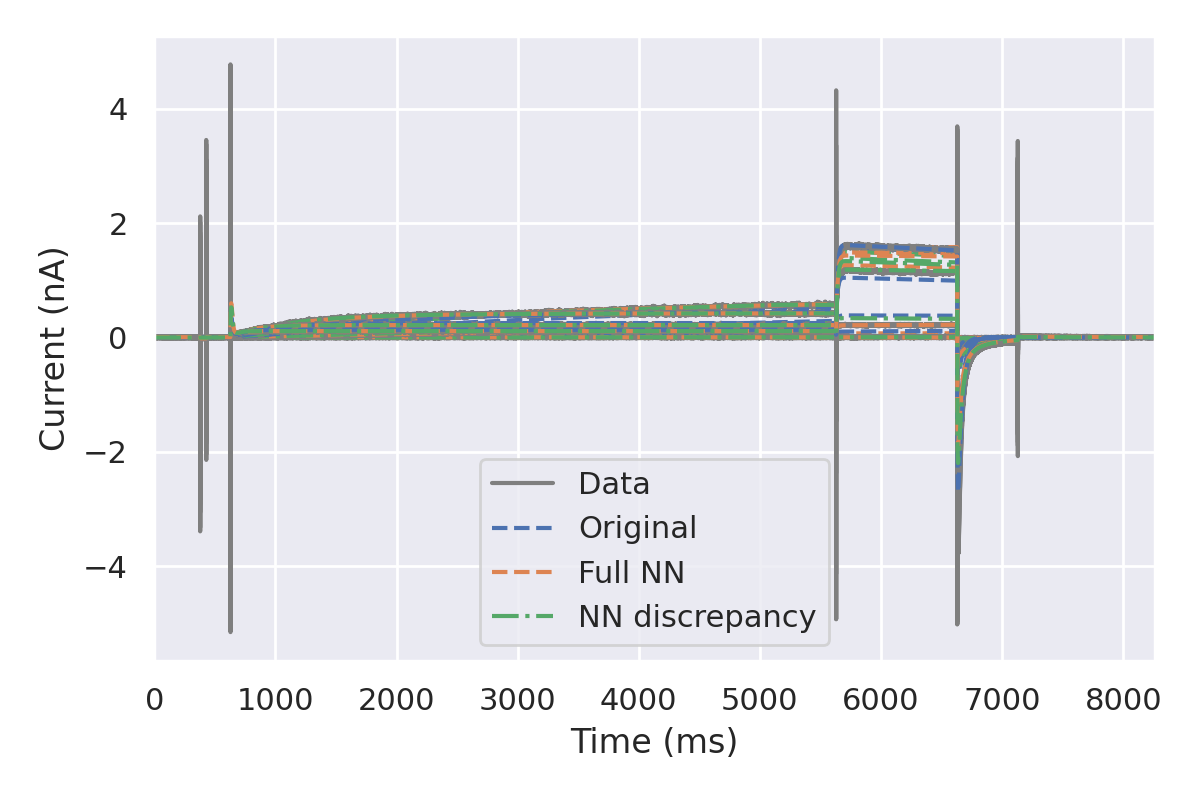 4
2
0
−2
−4
Current (nA)
Data
Original
Full NN
NN discrepancy
0 1000 2000 3000 4000 5000 6000 7000 8000
Time (ms)